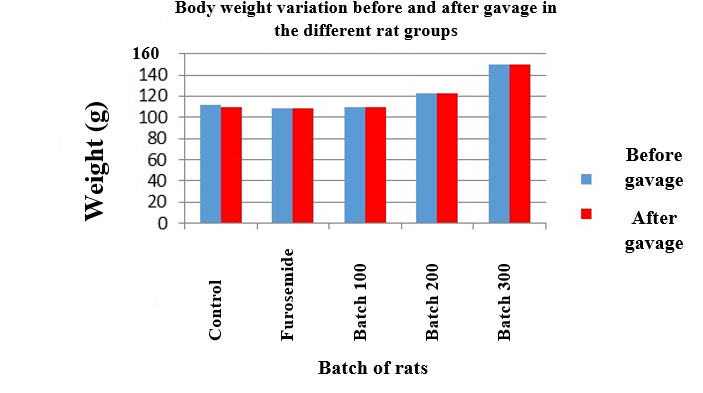 Body weight variation before and after gavage in
the different rat groups
160
140
120
100
80
60
40
20
0
Weight (g)
Before
gavage
After
gavage
Control
Furosemide
Batch 100
Batch 200
Batch 300
Batch of rats